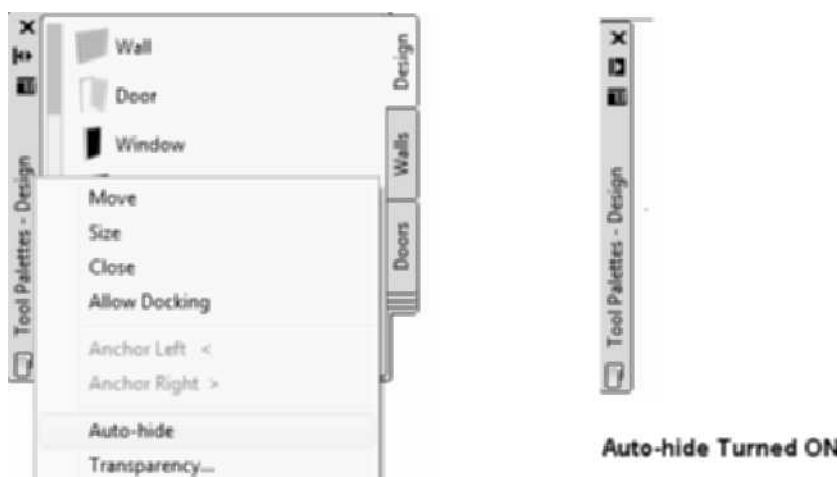 Wall
Door
Window
Design
Walls
Doors
Tool Palettes - Design
Move
Size
Close
Allow Docking
Anchor Left <
Anchor Right >
Auto-hide
Transparency...
Tool Palettes - Design
Auto-hide Turned ON